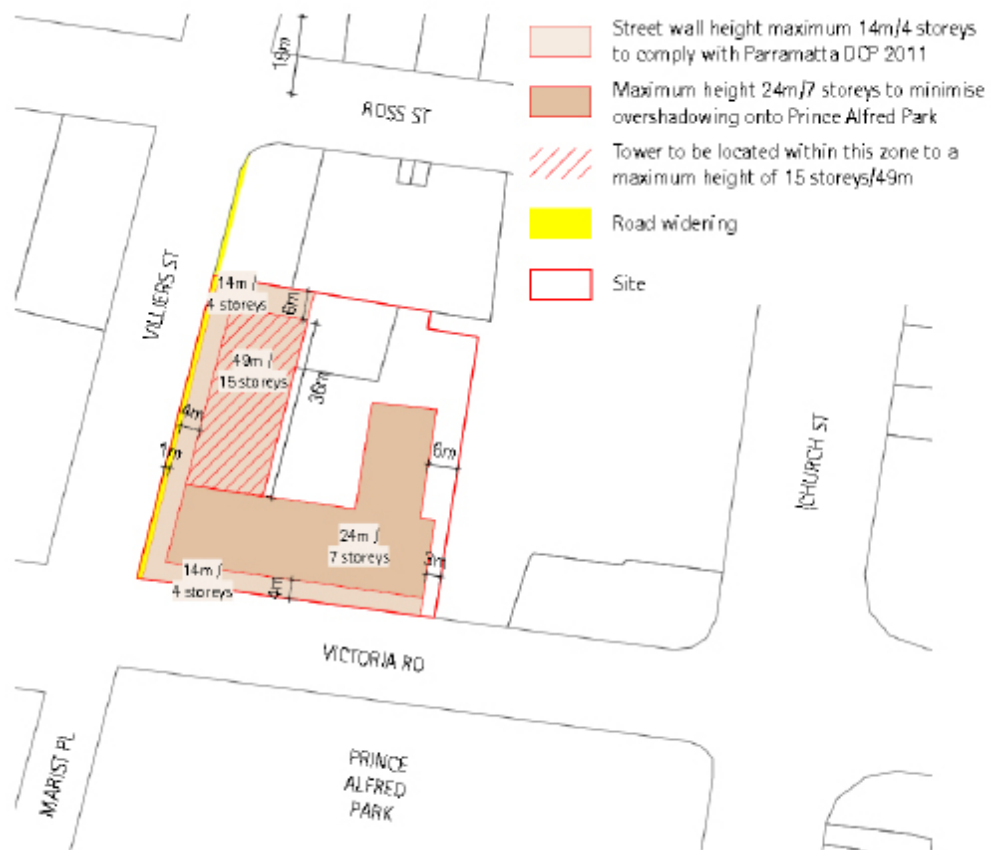 Street wall height maximum 14m/4 storeys
to comply with Parramatta DCP 2011
Maximum height 24m/7 storeys to minimise
overshadowing onto Prince Alfred Park
Tower to be located within this zone to a
maximum height of 15 storeys/49m
Road widening
Site
18m
ROSS ST
VILLIERS ST
14m /
4 storeys
6m
49m /
15 storeys
36m
4m
1m
6m
CHURCH ST
24m /
7 storeys
3m
14m /
4 storeys
4m
VICTORIA RD
MARIST PL
PRINCE
ALFRED
PARK